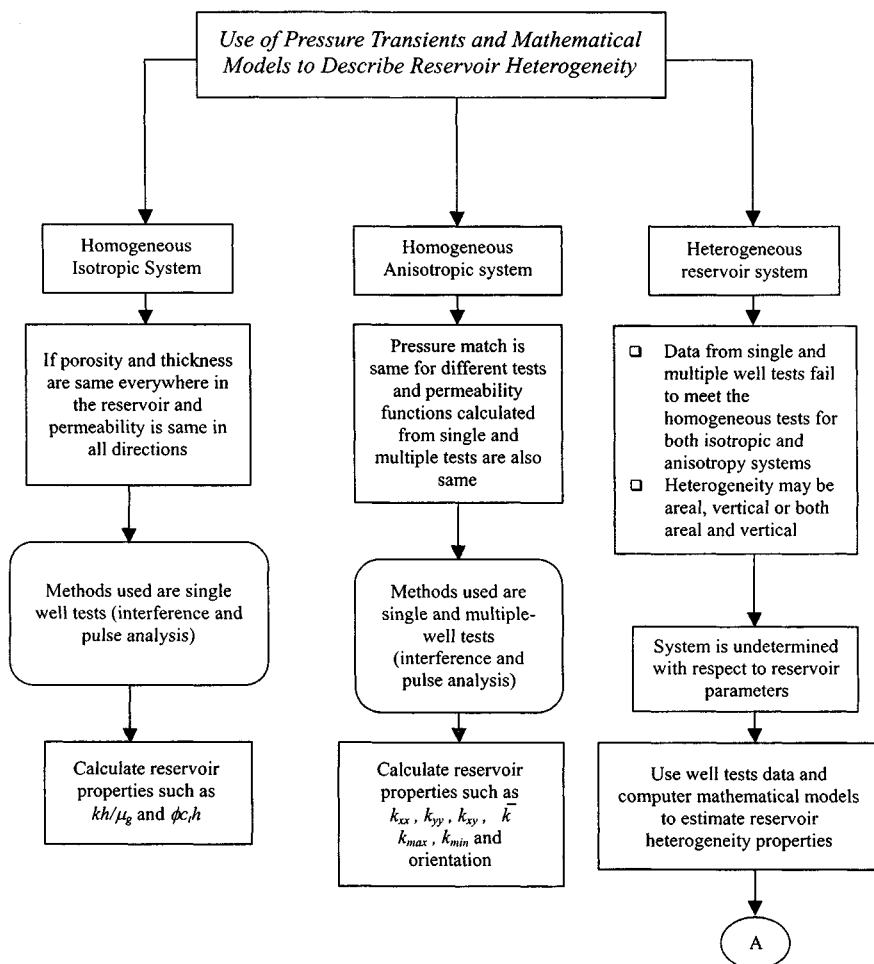 Use of Pressure Transients and Mathematical
Models to Describe Reservoir Heterogeneity
Homogeneous
Isotropic System
If porosity and thickness
are same everywhere in
the reservoir and
permeability is same in
all directions
Methods used are single
well tests (interference and
pulse analysis)
Calculate reservoir
properties such as
kh/μg and ϕcth
Homogeneous
Anisotropic system
Pressure match is
same for different tests
and permeability
functions calculated
from single and
multiple tests are also
same
Methods used are
single and multiple-
well tests
(interference and
pulse analysis)
Calculate reservoir
properties such as
kxx , kyy , kxy , k̄
kmax , kmin and
orientation
Heterogeneous
reservoir system
❑ Data from single and
multiple well tests fail
to meet the
homogeneous tests for
both isotropic and
anisotropy systems
❑ Heterogeneity may be
areal, vertical or both
areal and vertical
System is undetermined
with respect to reservoir
parameters
Use well tests data and
computer mathematical models
to estimate reservoir
heterogeneity properties
A